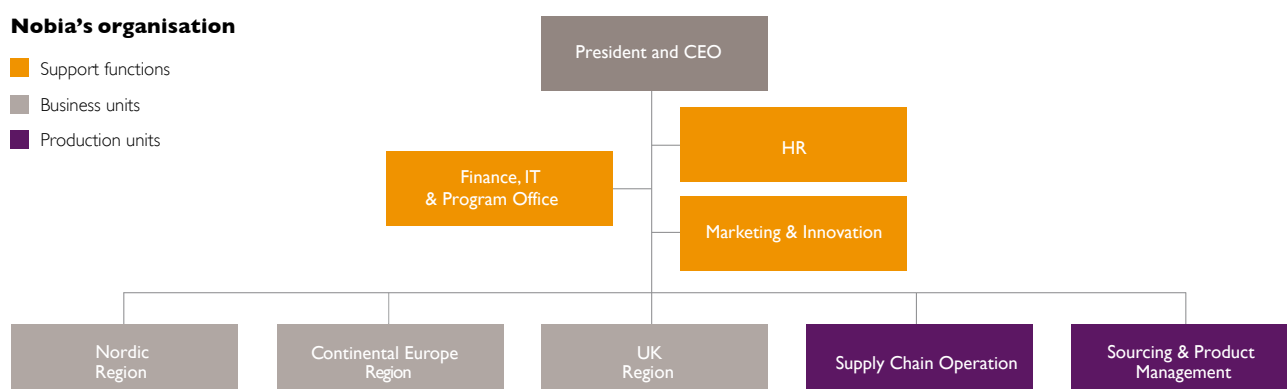 Nobia's organisation
Support functions
Business units
Production units
President and CEO
HR
Finance, IT
& Program Office
Marketing & Innovation
Nordic
Region
Continental Europe
Region
UK
Region
Supply Chain Operation
Sourcing & Product
Management